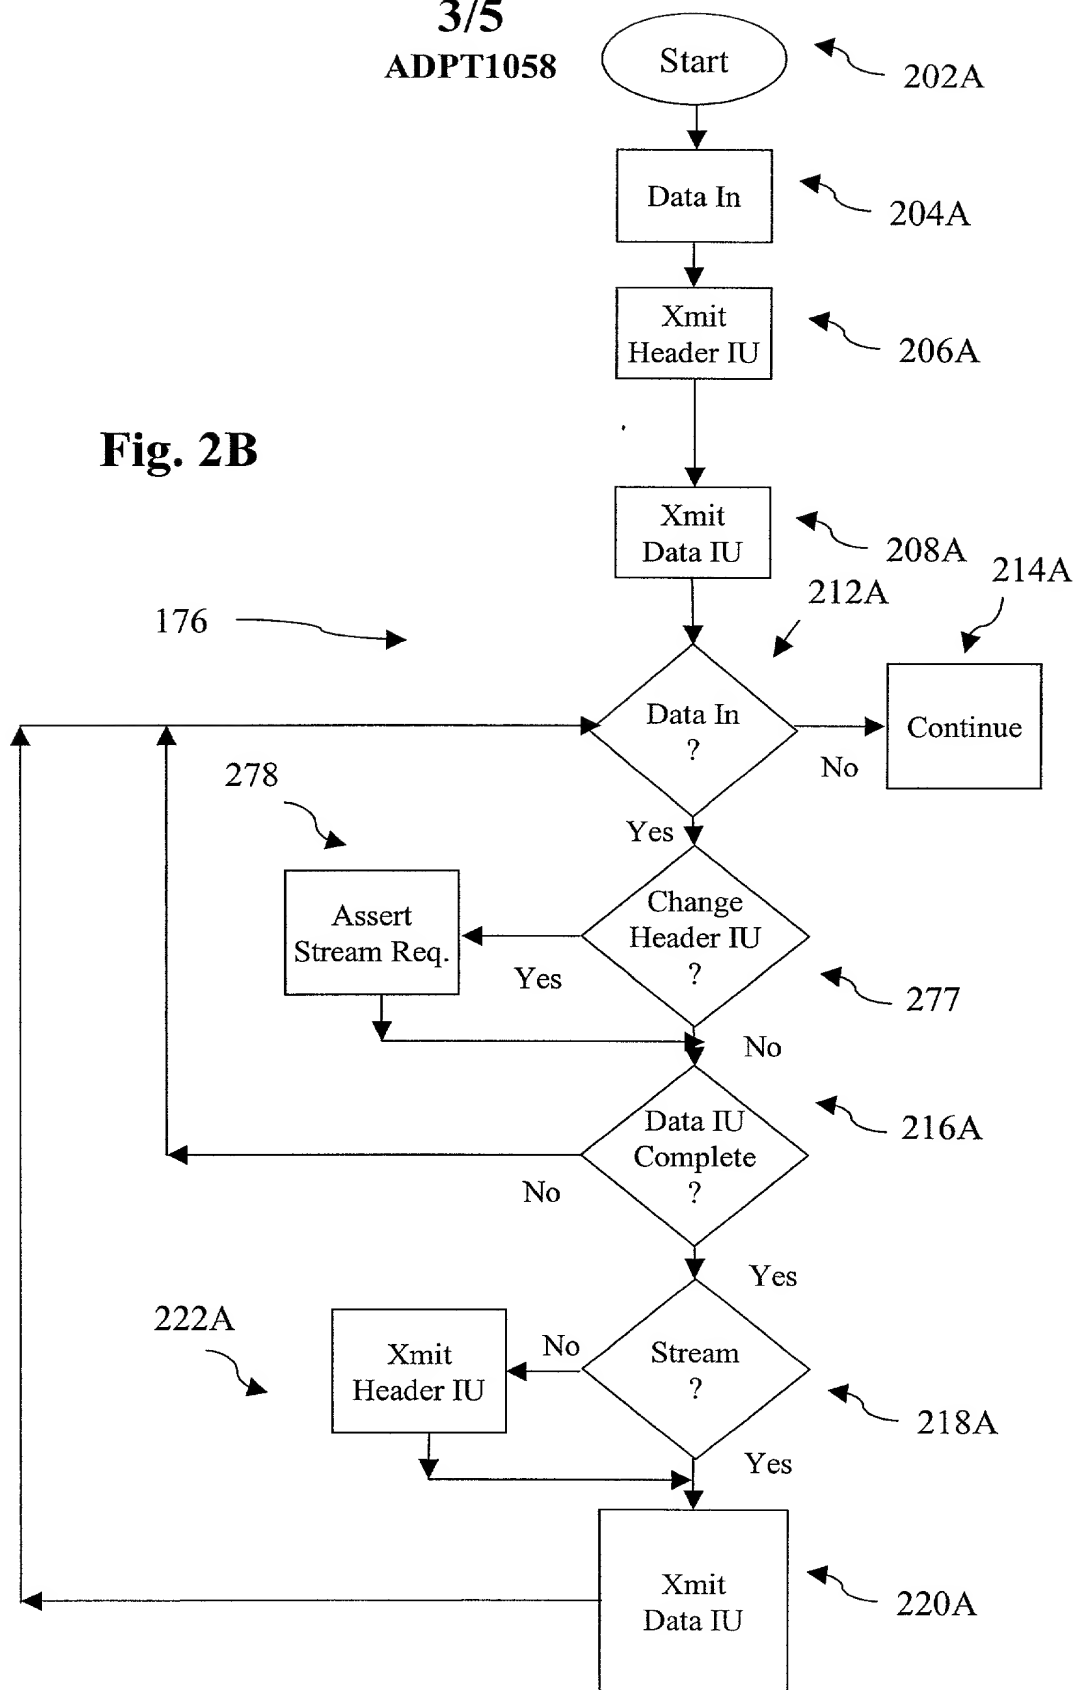 3/5
ADPT1058
Start
202A
Data In
204A
Xmit
Header IU
206A
Fig. 2B
Xmit
Data IU
208A
214A
212A
176
Data In
?
Continue
No
278
Yes
Change
Header IU
?
Assert
Stream Req.
Yes
277
No
Data IU
Complete
?
216A
No
Yes
222A
Xmit
Header IU
No
Stream
?
218A
Yes
Xmit
Data IU
220A